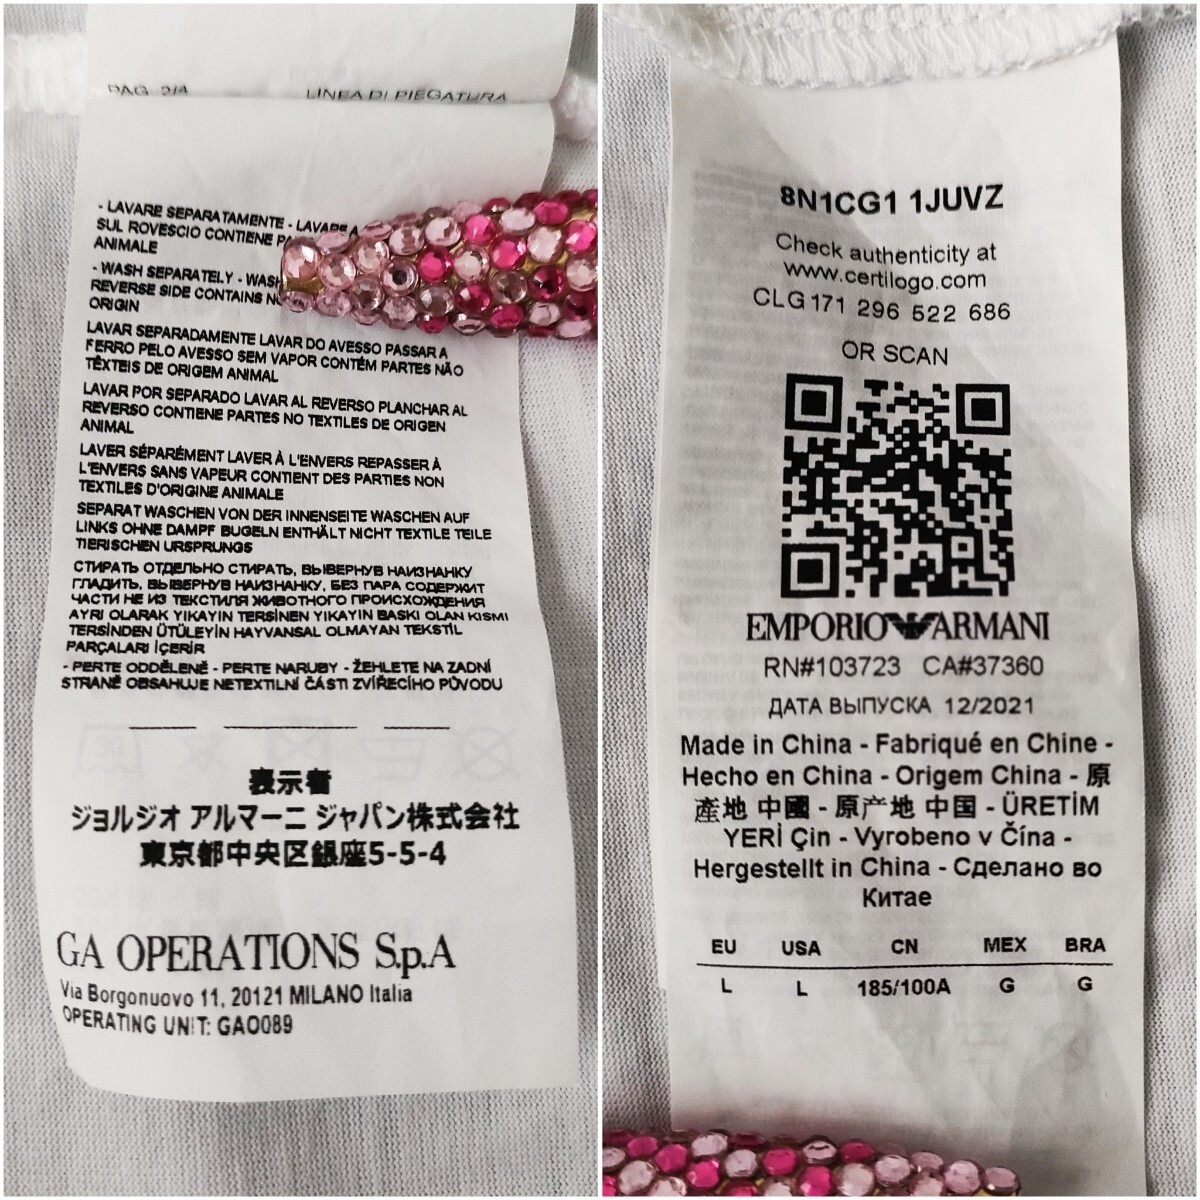 PAG 2/4 LINEA DI PIEGATURA
- LAVARE SEPARATAMENTE - LAVARE A
SUL ROVESCIO CONTIENE
ANIMALE
- WASH SEPARATELY - WASH
REVERSE SIDE CONTAINS
ORIGIN
LAVAR SEPARADAMENTE LAVAR DO AVESSO PASSAR A
FERRO PELO AVESSO SEM VAPOR CONTÉM PARTES NÃO
TÊXTEIS DE ORIGEM ANIMAL
LAVAR POR SEPARADO LAVAR AL REVERSO PLANCHAR AL
REVERSO CONTIENE PARTES NO TEXTILES DE ORIGEN
ANIMAL
LAVER SÉPARÉMENT LAVER À L'ENVERS REPASSER À
L'ENVERS SANS VAPEUR CONTIENT DES PARTIES NON
TEXTILES D'ORIGINE ANIMALE
SEPARAT WASCHEN VON DER INNENSEITE WASCHEN AUF
LINKS OHNE DAMPF BUGELN ENTHÄLT NICHT TEXTILE TEILE
TIERISCHEN URSPRUNGS
СТИРАТЬ ОТДЕЛЬНО СТИРАТЬ, ВЫВЕРНУВ НАИЗНАНКУ
ГЛАДИТЬ, ВЫВЕРНУВ НАИЗНАНКУ, БЕЗ ПАРА СОДЕРЖИТ
ЧАСТИ НЕ ИЗ ТЕКСТИЛЯ ЖИВОТНОГО ПРОИСХОЖДЕНИЯ
AYRI OLARAK YIKAYIN TERSİNEN YIKAYIN BASKI OLAN KISMI
TERSİNDEN ÜTÜLEYİN HAYVANSAL OLMAYAN TEKSTİL
PARÇALARI İÇERİR
- PERTE ODDĚLENĚ - PERTE NARUBY - ŽEHLETE NA ZADNÍ
STRANĚ OBSAHUJE NETEXTILNÍ ČÁSTI ZVÍŘECÍHO PŮVODU
表示者
ジョルジオ アルマーニ ジャパン株式会社
東京都中央区銀座5-5-4
GA OPERATIONS S.p.A
Via Borgonuovo 11, 20121 MILANO Italia
OPERATING UNIT: GAO089
8N1CG1 1JUVZ
Check authenticity at
www.certilogo.com
CLG 171 296 522 686
OR SCAN
EMPORIO ARMANI
RN#103723 CA#37360
ДАТА ВЫПУСКА 12/2021
Made in China - Fabriqué en Chine -
Hecho en China - Origem China - 原
產地 中國 - 原产地 中国 - ÜRETİM
YERİ Çin - Vyrobeno v Čína -
Hergestellt in China - Сделано во
Китае
EU USA CN MEX BRA
L L 185/100A G G